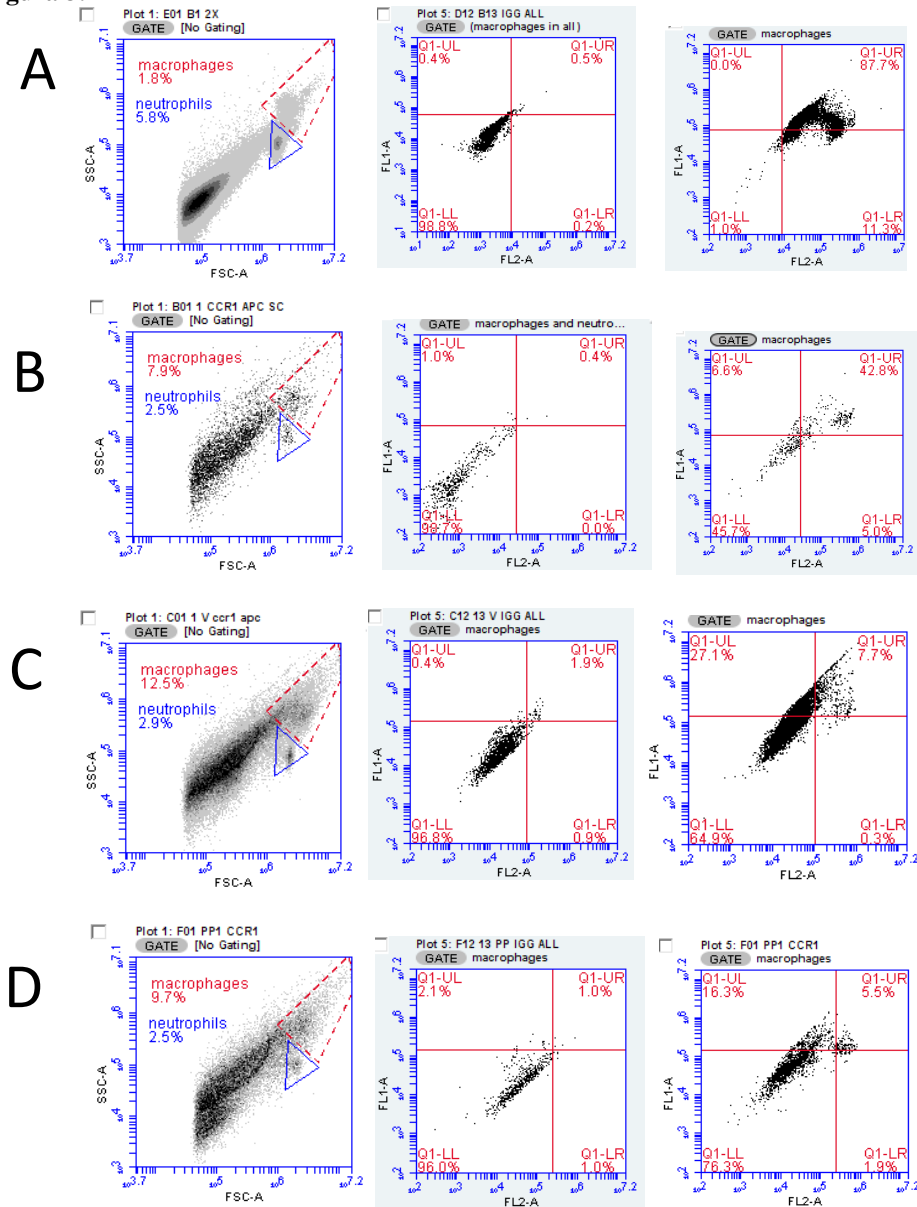 A
Plot 1: E01 B1 2X
GATE [No Gating]
macrophages
1.8%
neutrophils
5.8%
SSC-A
FSC-A
Plot 5: D12 B13 IGG ALL
GATE (macrophages in all)
Q1-UL
0.4%
Q1-UR
0.5%
Q1-LL
98.8%
Q1-LR
0.2%
FL1-A
FL2-A
GATE macrophages
Q1-UL
0.0%
Q1-UR
87.7%
Q1-LL
1.0%
Q1-LR
11.3%
FL1-A
FL2-A
B
Plot 1: B01 1 CCR1 APC SC
GATE [No Gating]
macrophages
7.9%
neutrophils
2.5%
SSC-A
FSC-A
GATE macrophages and neutro...
Q1-UL
1.0%
Q1-UR
0.4%
Q1-LL
Q1-LR
0.0%
FL1-A
FL2-A
GATE macrophages
Q1-UL
6.6%
Q1-UR
42.8%
Q1-LL
45.7%
Q1-LR
5.0%
FL1-A
FL2-A
C
Plot 1: C01 1 V ccr1 apc
GATE [No Gating]
macrophages
12.5%
neutrophils
2.9%
SSC-A
FSC-A
Plot 5: C12 13 V IGG ALL
GATE macrophages
Q1-UL
0.4%
Q1-UR
1.9%
Q1-LL
96.8%
Q1-LR
0.9%
FL1-A
FL2-A
GATE macrophages
Q1-UL
27.1%
Q1-UR
7.7%
Q1-LL
64.9%
Q1-LR
0.3%
FL1-A
FL2-A
D
Plot 1: F01 PP1 CCR1
GATE [No Gating]
macrophages
9.7%
neutrophils
2.5%
SSC-A
FSC-A
Plot 5: F12 13 PP IGG ALL
GATE macrophages
Q1-UL
2.1%
Q1-UR
1.0%
Q1-LL
96.0%
Q1-LR
1.0%
FL1-A
FL2-A
Plot 5: F01 PP1 CCR1
GATE macrophages
Q1-UL
16.3%
Q1-UR
5.5%
Q1-LL
76.3%
Q1-LR
1.9%
FL1-A
FL2-A